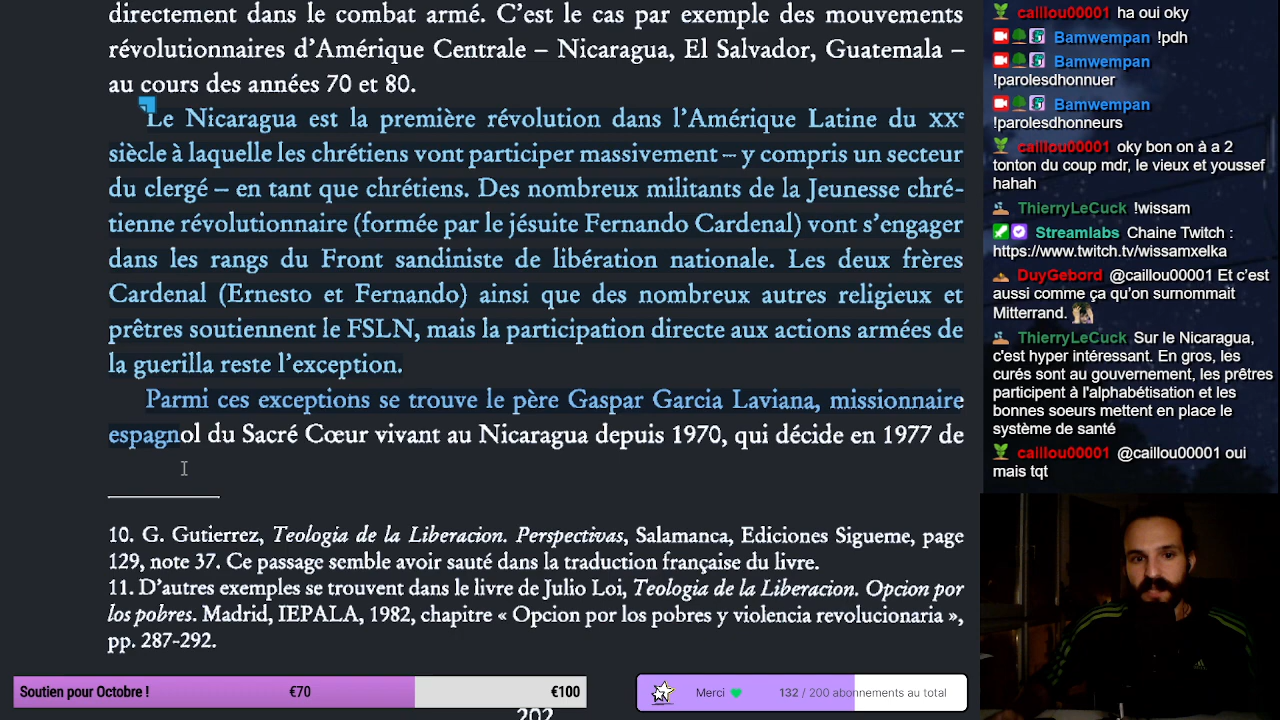 directement dans le combat armé. C’est le cas par exemple des mouvements
révolutionnaires d’Amérique Centrale – Nicaragua, El Salvador, Guatemala –
au cours des années 70 et 80.
Le Nicaragua est la première révolution dans l’Amérique Latine du XXe
siècle à laquelle les chrétiens vont participer massivement – y compris un secteur
du clergé – en tant que chrétiens. Des nombreux militants de la Jeunesse chré-
tienne révolutionnaire (formée par le jésuite Fernando Cardenal) vont s’engager
dans les rangs du Front sandiniste de libération nationale. Les deux frères
Cardenal (Ernesto et Fernando) ainsi que des nombreux autres religieux et
prêtres soutiennent le FSLN, mais la participation directe aux actions armées de
la guerilla reste l’exception.
Parmi ces exceptions se trouve le père Gaspar Garcia Laviana, missionnaire
espagnol du Sacré Cœur vivant au Nicaragua depuis 1970, qui décide en 1977 de
10. G. Gutierrez, Teologia de la Liberacion. Perspectivas, Salamanca, Ediciones Sigueme, page
129, note 37. Ce passage semble avoir sauté dans la traduction française du livre.
11. D’autres exemples se trouvent dans le livre de Julio Loi, Teologia de la Liberacion. Opcion por
los pobres. Madrid, IEPALA, 1982, chapitre « Opcion por los pobres y violencia revolucionaria »,
pp. 287-292.
202
Soutien pour Octobre ! €70 €100
Merci 132 / 200 abonnements au total
caillou00001 ha oui oky
Bamwempan !pdh
Bamwempan
!parolesdhonnuer
Bamwempan
!parolesdhonneurs
caillou00001 oky bon on à a 2
tonton du coup mdr, le vieux et youssef
hahah
ThierryLeCuck !wissam
Streamlabs Chaine Twitch :
https://www.twitch.tv/wissamxelka
DuyGebord @caillou00001 Et c’est
aussi comme ça qu’on surnommait
Mitterrand.
ThierryLeCuck Sur le Nicaragua,
c’est hyper intéressant. En gros, les
curés sont au gouvernement, les prêtres
participent à l’alphabétisation et les
bonnes soeurs mettent en place le
système de santé
caillou00001 @caillou00001 oui
mais tqt